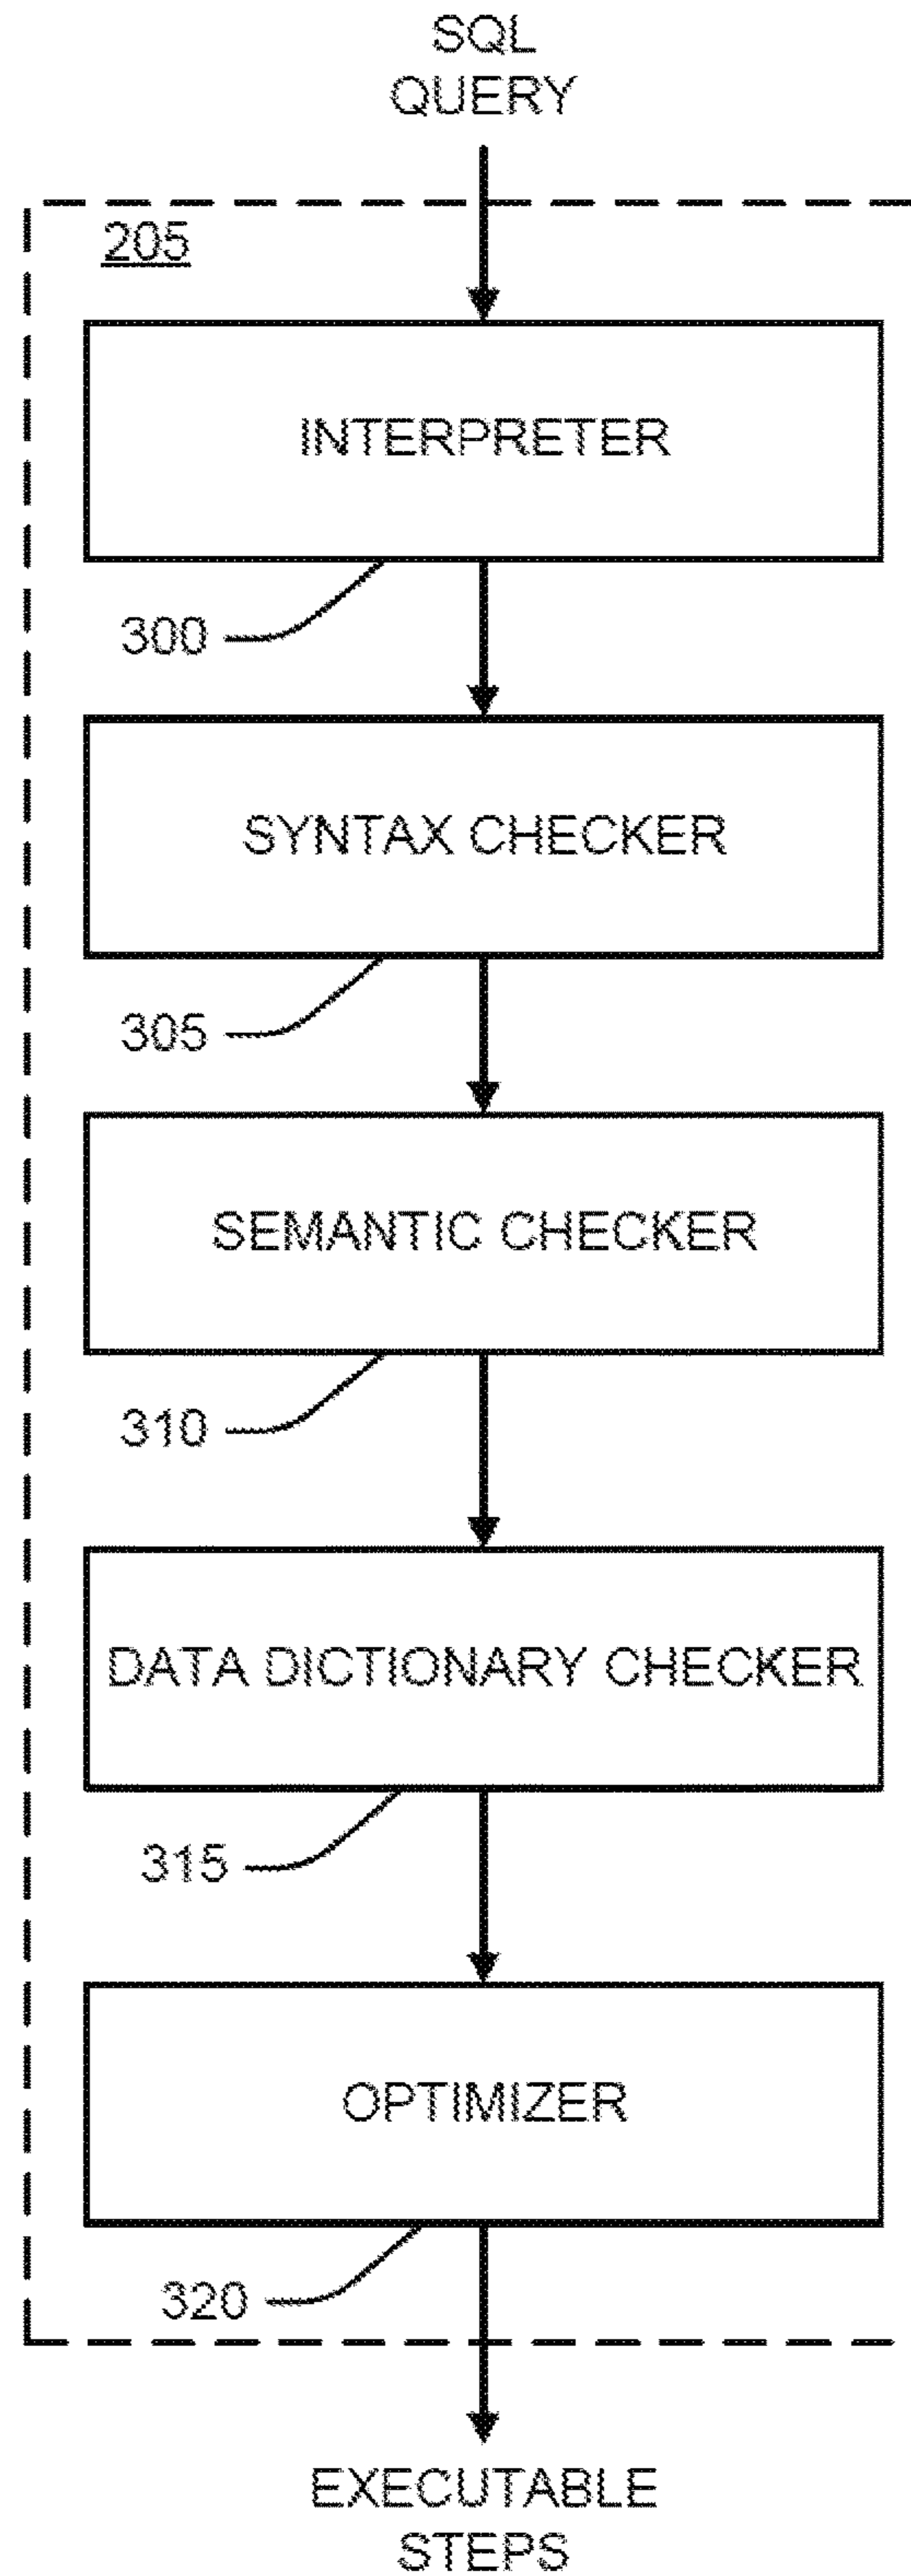 SQL
QUERY
205
INTERPRETER
300
SYNTAX CHECKER
305
SEMANTIC CHECKER
310
DATA DICTIONARY CHECKER
315
OPTIMIZER
320
EXECUTABLE
STEPS